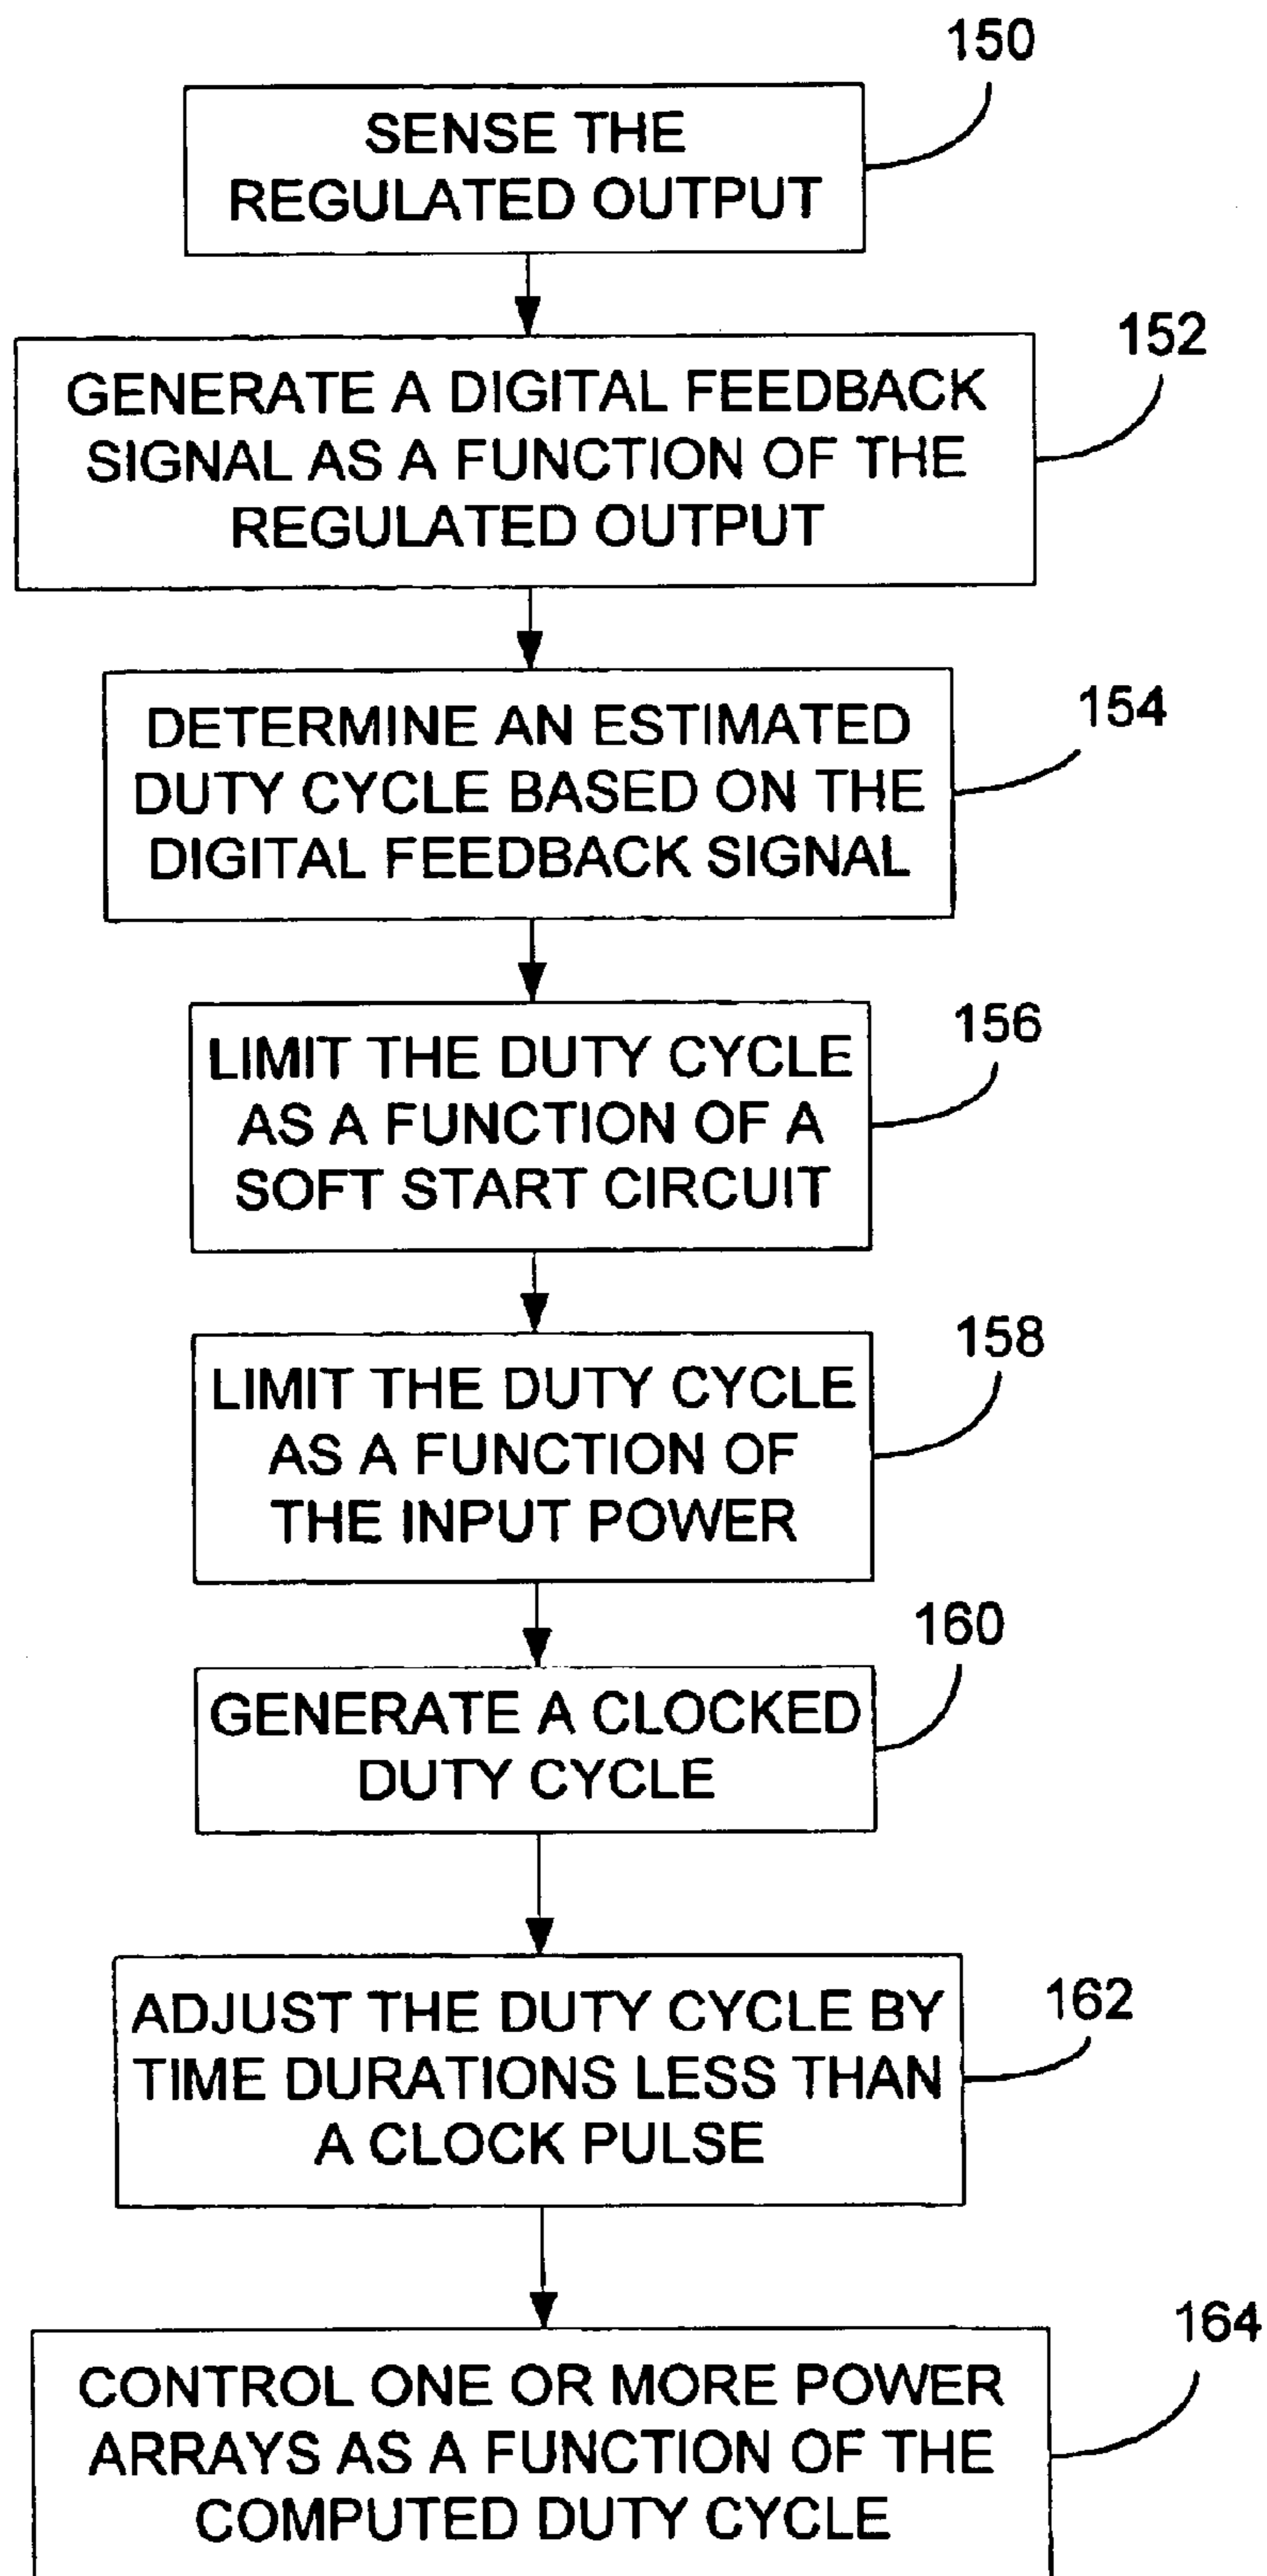 150
SENSE THE
REGULATED OUTPUT
152
GENERATE A DIGITAL FEEDBACK
SIGNAL AS A FUNCTION OF THE
REGULATED OUTPUT
154
DETERMINE AN ESTIMATED
DUTY CYCLE BASED ON THE
DIGITAL FEEDBACK SIGNAL
156
LIMIT THE DUTY CYCLE
AS A FUNCTION OF A
SOFT START CIRCUIT
158
LIMIT THE DUTY CYCLE
AS A FUNCTION OF
THE INPUT POWER
160
GENERATE A CLOCKED
DUTY CYCLE
162
ADJUST THE DUTY CYCLE BY
TIME DURATIONS LESS THAN
A CLOCK PULSE
164
CONTROL ONE OR MORE POWER
ARRAYS AS A FUNCTION OF THE
COMPUTED DUTY CYCLE